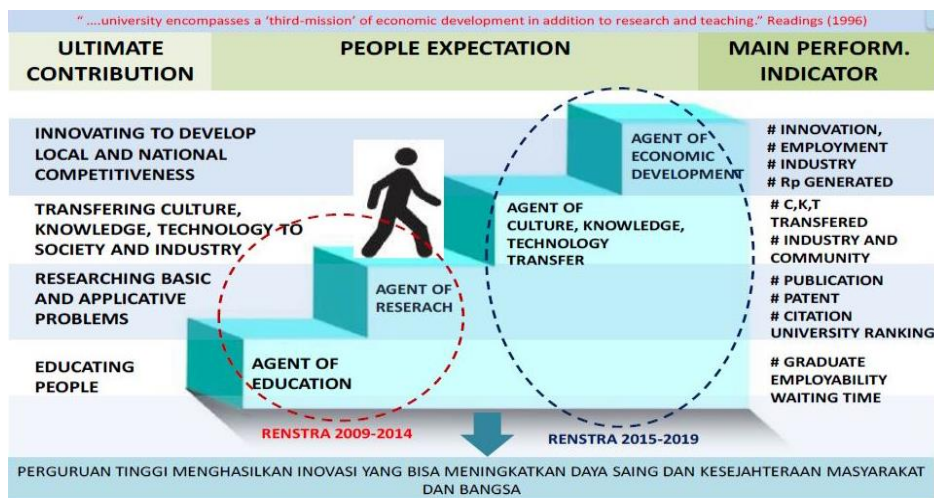 “ ....university encompasses a ‘third-mission’ of economic development in addition to research and teaching.” Readings (1996)
ULTIMATE
CONTRIBUTION
PEOPLE EXPECTATION
MAIN PERFORM.
INDICATOR
INNOVATING TO DEVELOP
LOCAL AND NATIONAL
COMPETITIVENESS
AGENT OF
ECONOMIC
DEVELOPMENT
# INNOVATION,
# EMPLOYMENT
# INDUSTRY
# Rp GENERATED
TRANSFERING CULTURE,
KNOWLEDGE, TECHNOLOGY TO
SOCIETY AND INDUSTRY
AGENT OF
CULTURE, KNOWLEDGE,
TECHNOLOGY
TRANSFER
# C,K,T
TRANSFERED
# INDUSTRY AND
COMMUNITY
RESEARCHING BASIC
AND APPLICATIVE
PROBLEMS
AGENT OF
RESERACH
# PUBLICATION
# PATENT
# CITATION
UNIVERSITY RANKING
EDUCATING
PEOPLE
AGENT OF
EDUCATION
# GRADUATE
EMPLOYABILITY
WAITING TIME
RENSTRA 2009-2014
RENSTRA 2015-2019
PERGURUAN TINGGI MENGHASILKAN INOVASI YANG BISA MENINGKATKAN DAYA SAING DAN KESEJAHTERAAN MASYARAKAT
DAN BANGSA